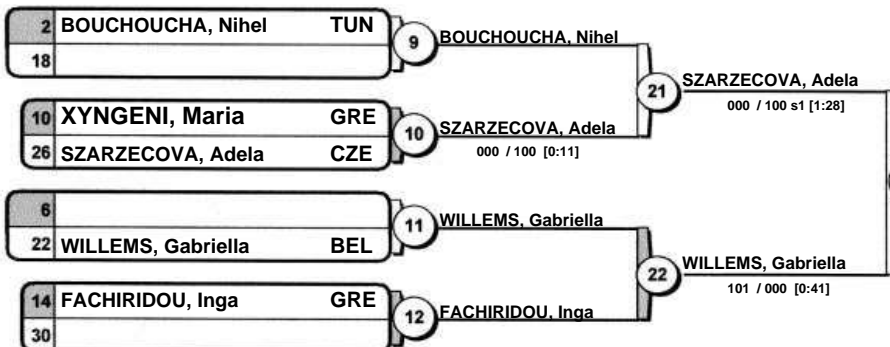 2 BOUCHOUCHA, Nihel TUN
18
9
BOUCHOUCHA, Nihel
10 XYNGENI, Maria GRE
26 SZARZECOVA, Adela CZE
10
SZARZECOVA, Adela
000 / 100 [0:11]
21
SZARZECOVA, Adela
000 / 100 s1 [1:28]
6
22 WILLEMS, Gabriella BEL
11
WILLEMS, Gabriella
14 FACHIRIDOU, Inga GRE
30
12
FACHIRIDOU, Inga
22
WILLEMS, Gabriella
101 / 000 [0:41]